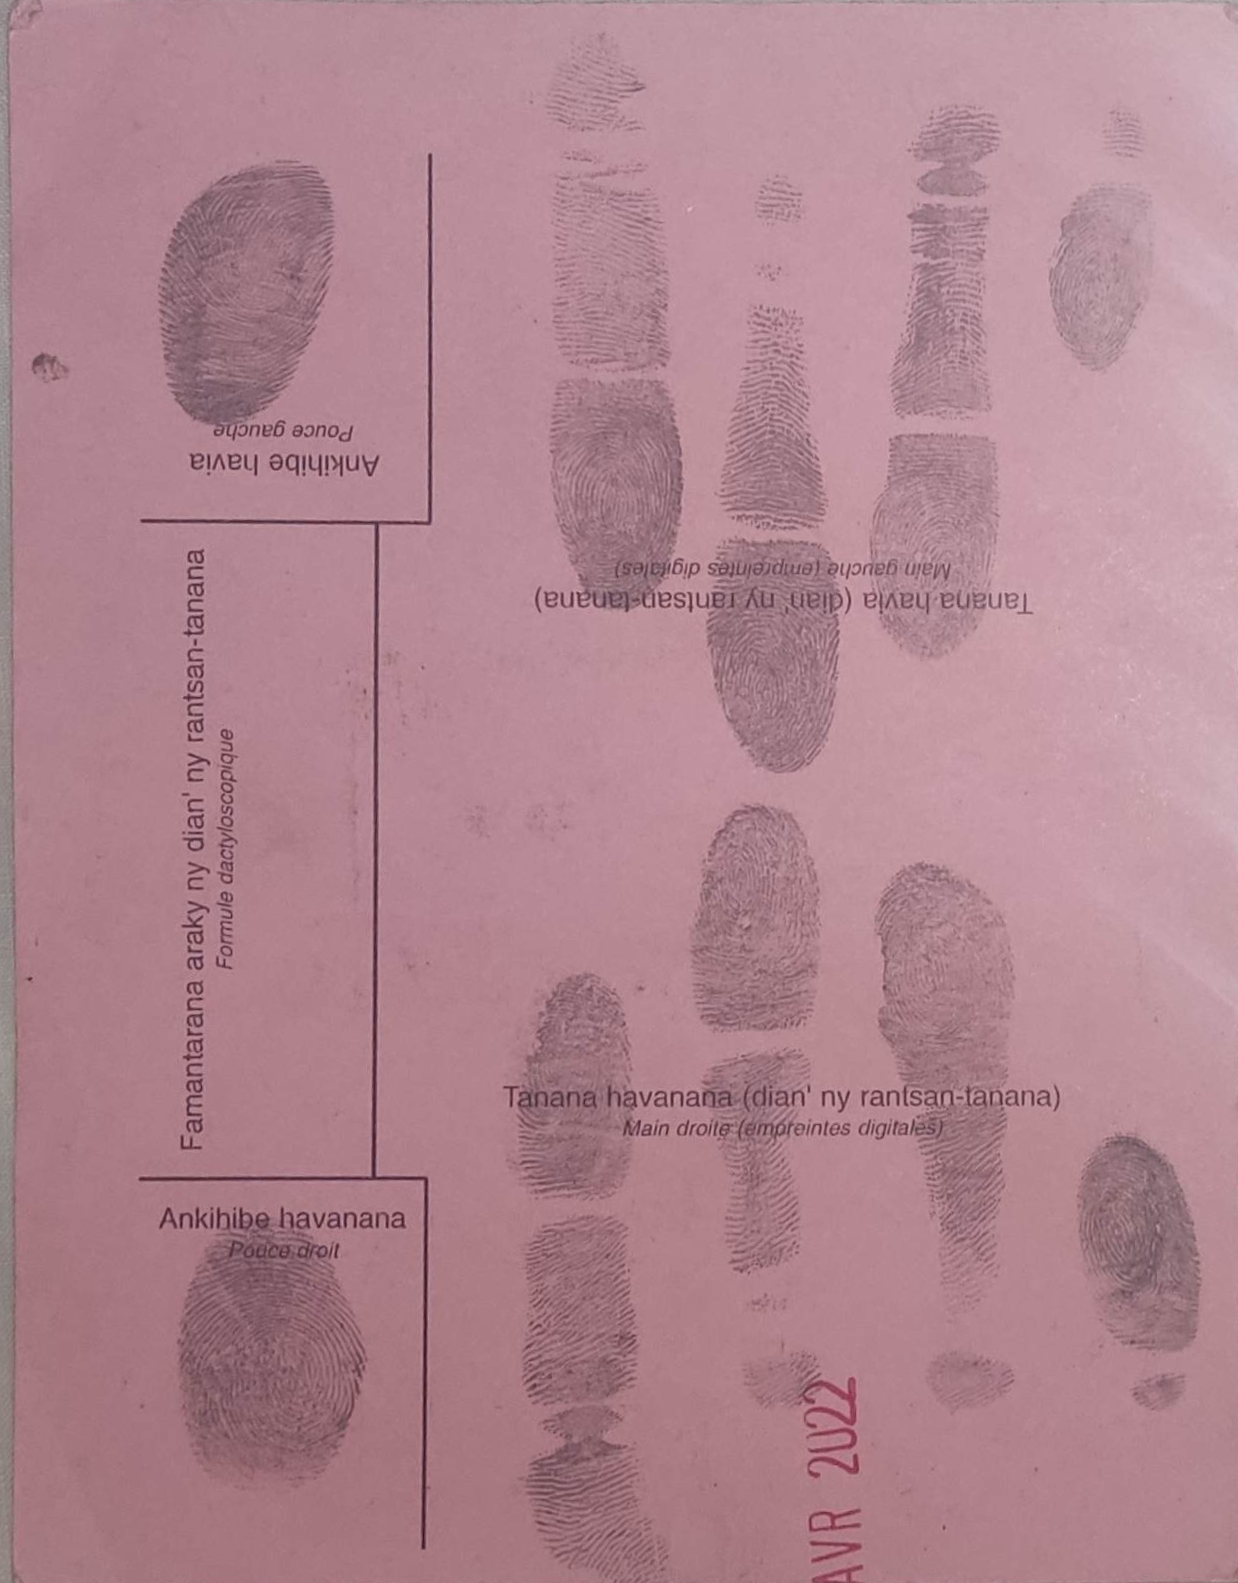 Famantarana araky ny dian' ny rantsan-tanana
Formule dactyloscopique
Ankihibe havanana
Pouce droit
Ankihibe havia
Pouce gauche
Tanana havanana (dian' ny rantsan-tanana)
Main droite (empreintes digitales)
Tanana havia (dian' ny rantsan-tanana)
Main gauche (empreintes digitales)
AVR 2022